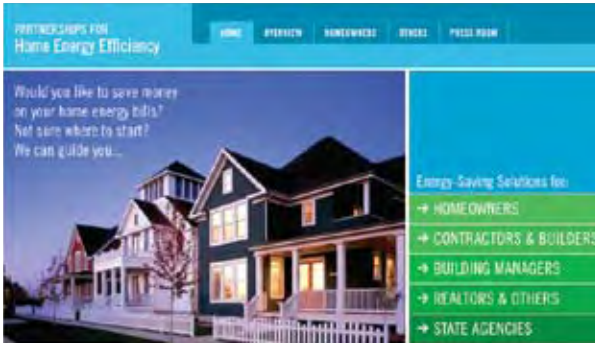 PARTNERSHIPS FOR
Home Energy Efficiency
HOME OVERVIEW HOMEOWNERS OTHERS PRESS ROOM
Would you like to save money
on your home energy bills?
Not sure where to start?
We can guide you...
Energy-Saving Solutions for:
→ HOMEOWNERS
→ CONTRACTORS & BUILDERS
→ BUILDING MANAGERS
→ REALTORS & OTHERS
→ STATE AGENCIES